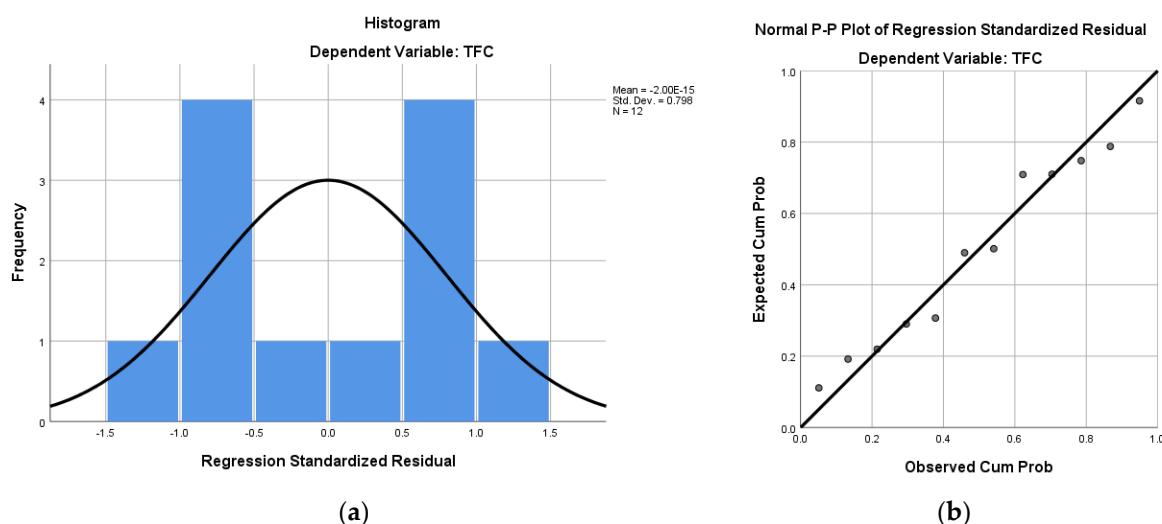 Histogram
Dependent Variable: TFC
Mean = -2.00E-15
Std. Dev. = 0.798
N = 12
Frequency
4
3
2
1
0
-1.5 -1.0 -0.5 0.0 0.5 1.0 1.5
Regression Standardized Residual
(a)
Normal P-P Plot of Regression Standardized Residual
Dependent Variable: TFC
Expected Cum Prob
1.0
0.8
0.6
0.4
0.2
0.0
0.0 0.2 0.4 0.6 0.8 1.0
Observed Cum Prob
(b)